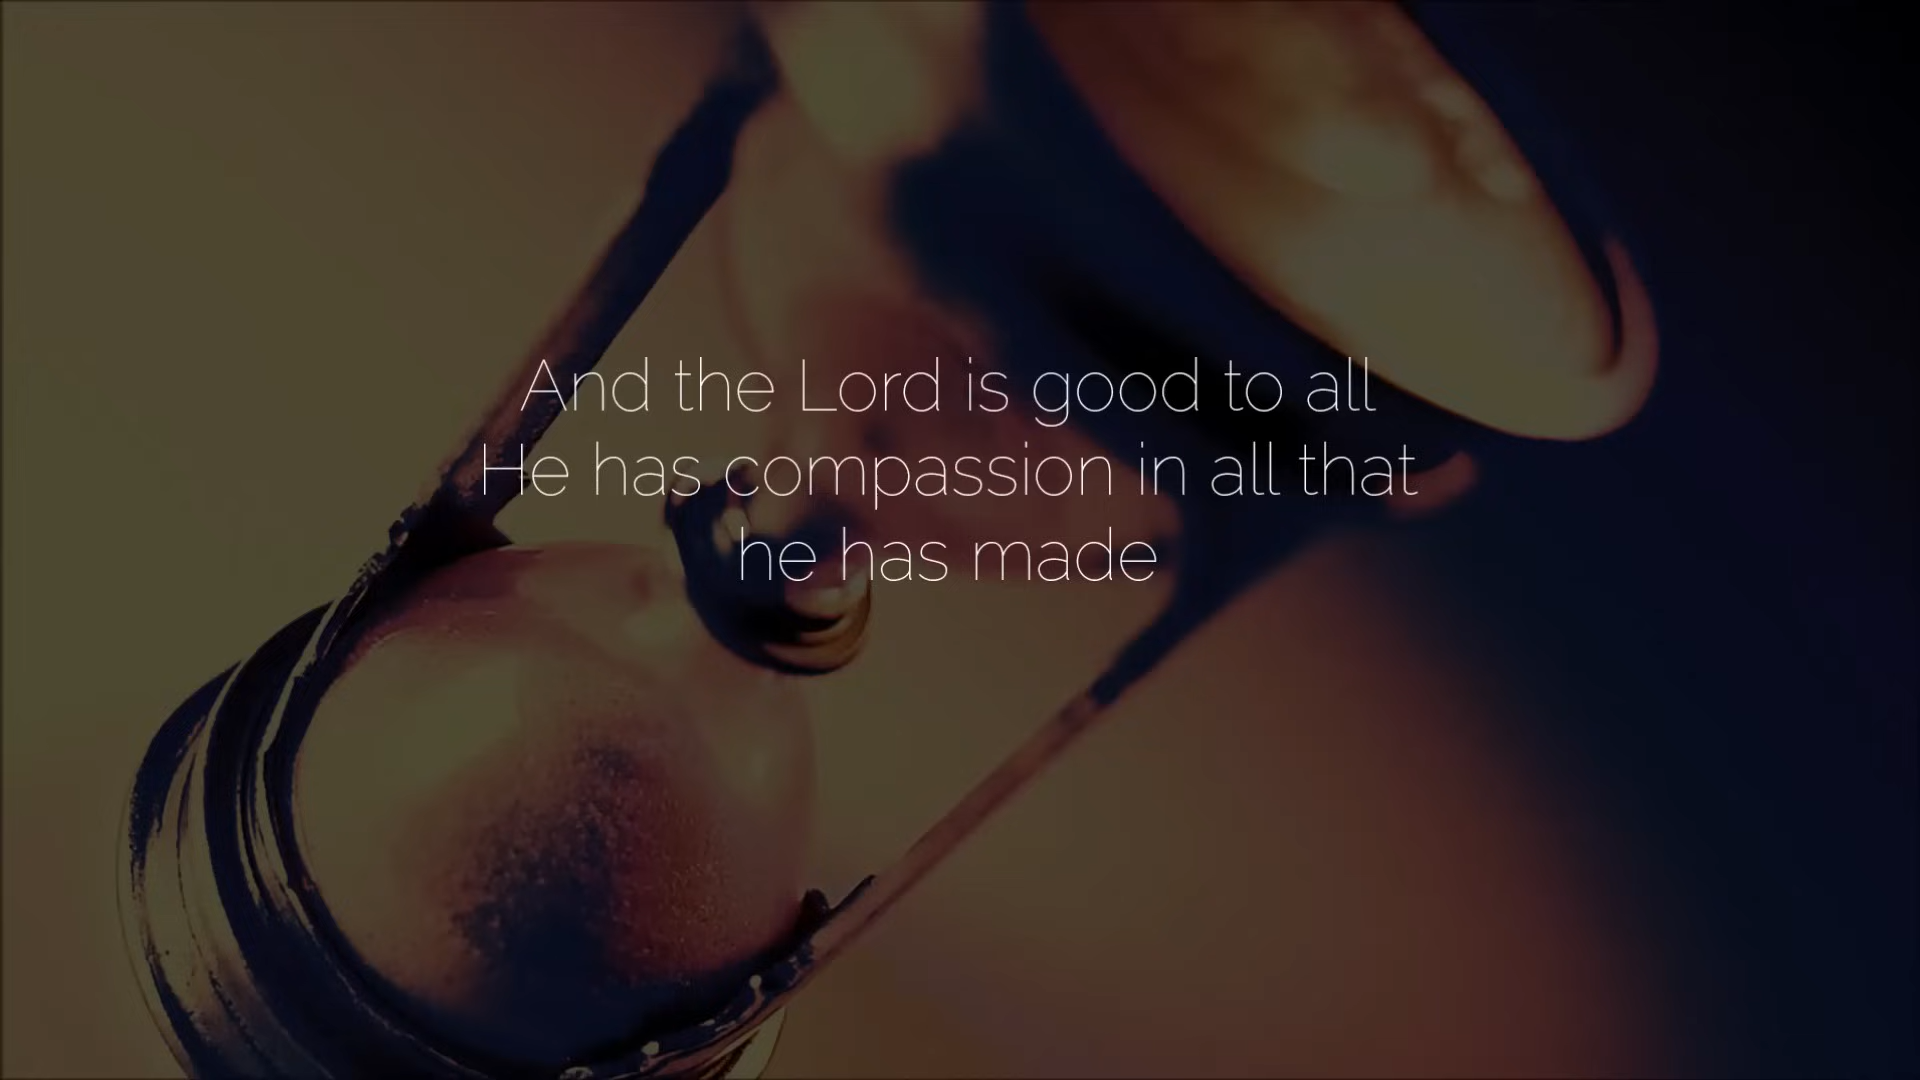 And the Lord is good to all
He has compassion in all that
he has made